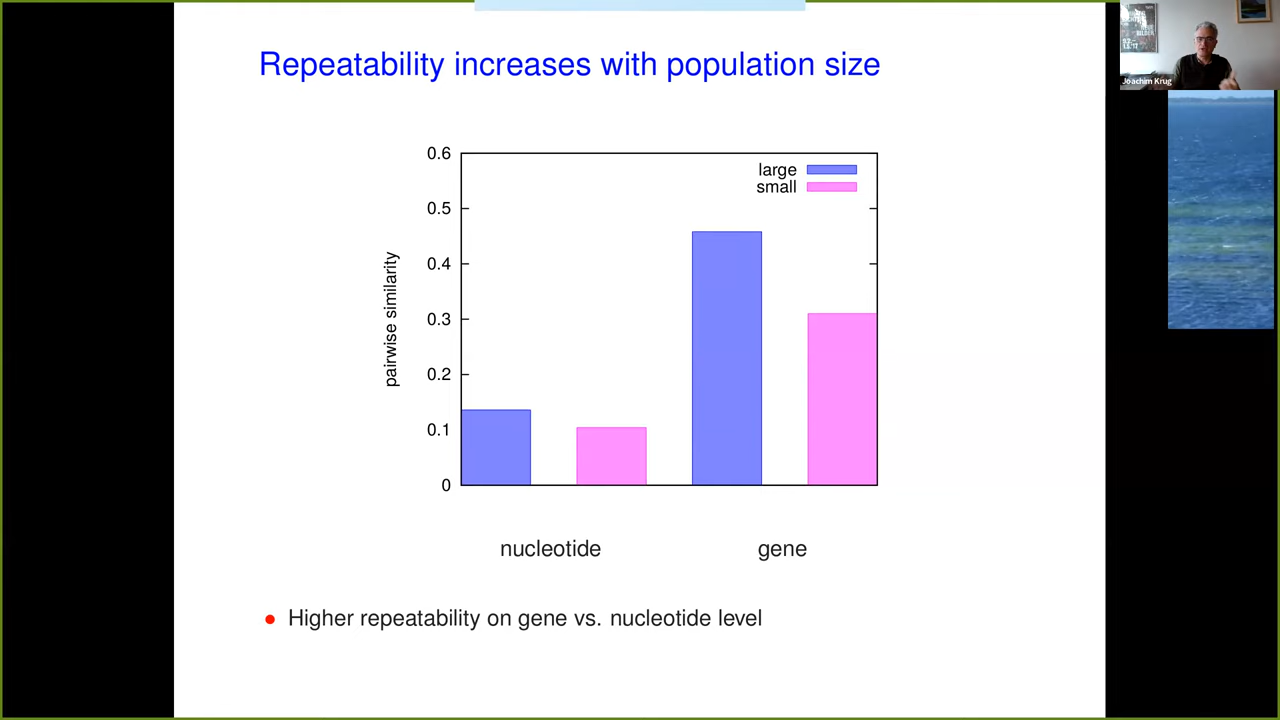 Repeatability increases with population size
0.6
0.5
0.4
0.3
0.2
0.1
0
pairwise similarity
large
small
nucleotide
gene
• Higher repeatability on gene vs. nucleotide level
Joachim Krug